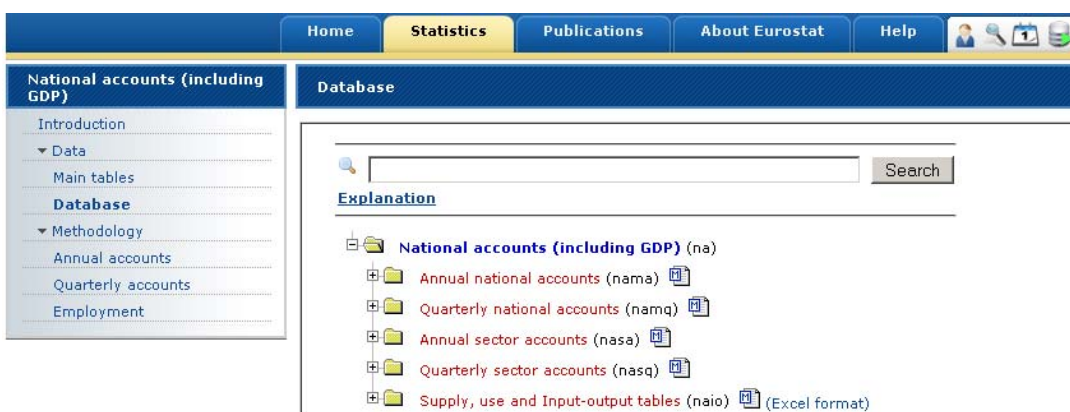 Home Statistics Publications About Eurostat Help
National accounts (including
GDP)
Introduction
Data
Main tables
Database
Methodology
Annual accounts
Quarterly accounts
Employment
Database
Search
Explanation
National accounts (including GDP) (na)
Annual national accounts (nama)
Quarterly national accounts (namq)
Annual sector accounts (nasa)
Quarterly sector accounts (nasq)
Supply, use and Input-output tables (naio) (Excel format)